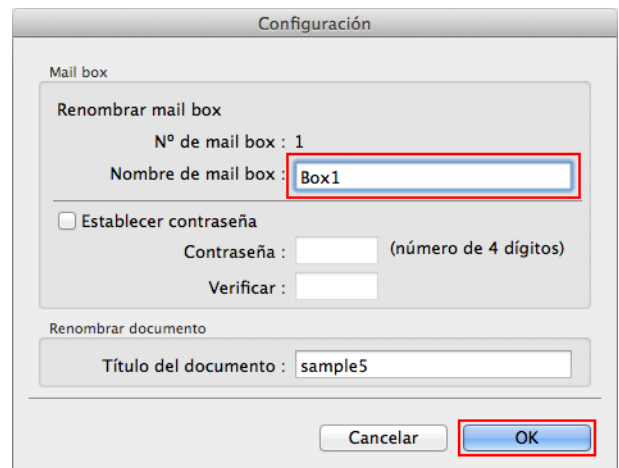 Configuración
Mail box
Renombrar mail box
Nº de mail box : 1
Nombre de mail box : Box1
Establecer contraseña
Contraseña : (número de 4 dígitos)
Verificar :
Renombrar documento
Título del documento : sample5
Cancelar OK